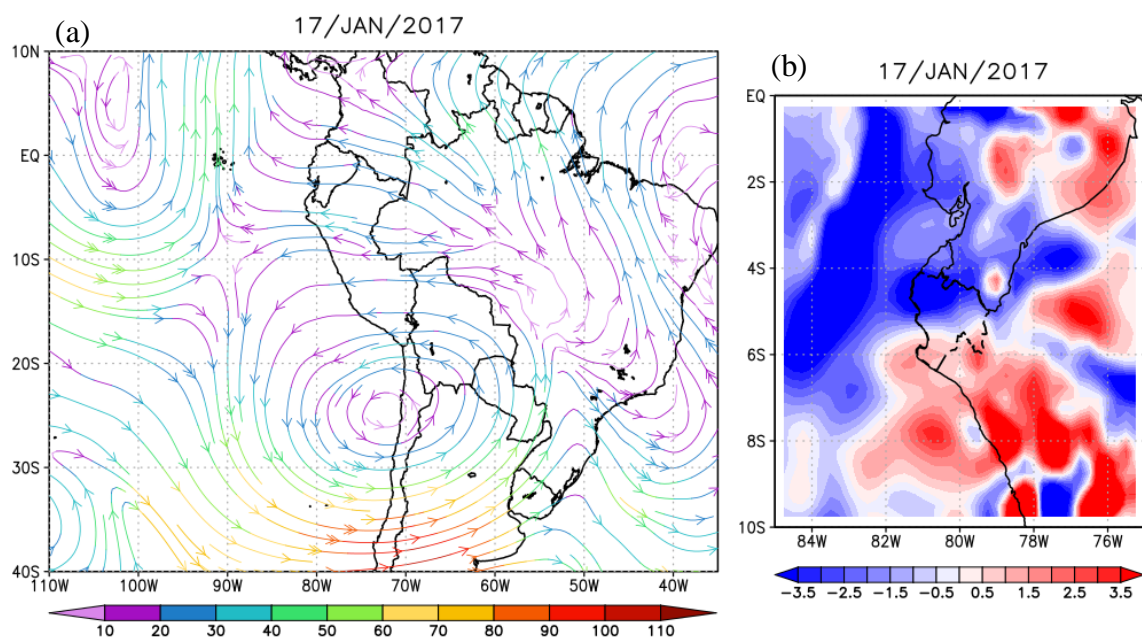 (a)
17/JAN/2017
10N
EQ
10S
20S
30S
40S
110W 100W 90W 80W 70W 60W 50W 40W
10 20 30 40 50 60 70 80 90 100 110
(b)
17/JAN/2017
EQ
2S
4S
6S
8S
10S
84W 82W 80W 78W 76W
−3.5 −2.5 −1.5 −0.5 0.5 1.5 2.5 3.5